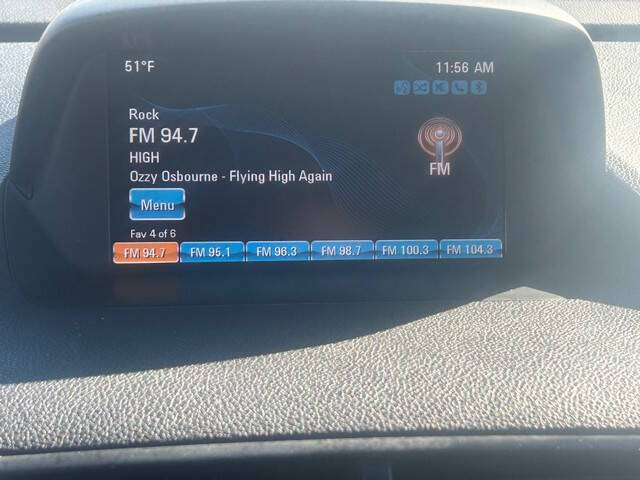 51°F 11:56 AM
Rock
FM 94.7
HIGH
Ozzy Osbourne - Flying High Again
FM
Menu
Fav 4 of 6
FM 94.7 FM 95.1 FM 96.3 FM 98.7 FM 100.3 FM 104.3